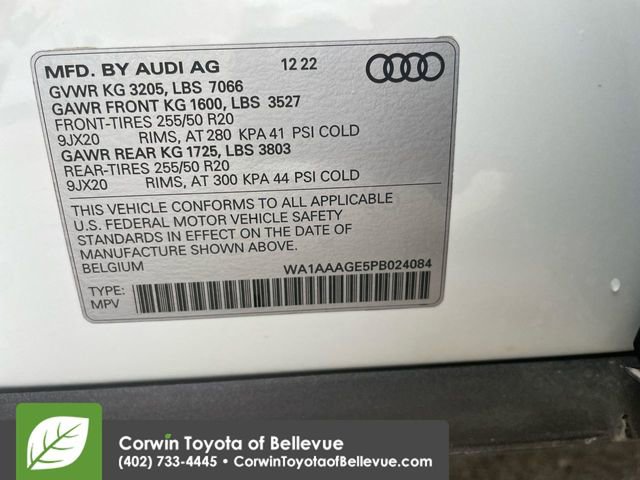 MFD. BY AUDI AG 12 22
GVWR KG 3205, LBS 7066
GAWR FRONT KG 1600, LBS 3527
FRONT-TIRES 255/50 R20
9JX20 RIMS, AT 280 KPA 41 PSI COLD
GAWR REAR KG 1725, LBS 3803
REAR-TIRES 255/50 R20
9JX20 RIMS, AT 300 KPA 44 PSI COLD
THIS VEHICLE CONFORMS TO ALL APPLICABLE
U.S. FEDERAL MOTOR VEHICLE SAFETY
STANDARDS IN EFFECT ON THE DATE OF
MANUFACTURE SHOWN ABOVE.
BELGIUM WA1AAAGE5PB024084
TYPE:
MPV
Corwin Toyota of Bellevue
(402) 733-4445 • CorwinToyotaofBellevue.com